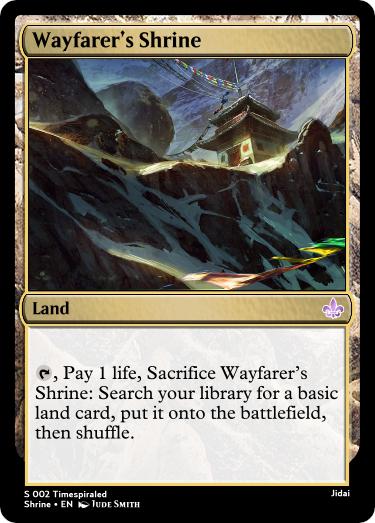 Wayfarer's Shrine
Land
, Pay 1 life, Sacrifice Wayfarer's
Shrine: Search your library for a basic
land card, put it onto the battlefield,
then shuffle.
S 002 Timespiraled
Jidai
Shrine • EN Jude Smith